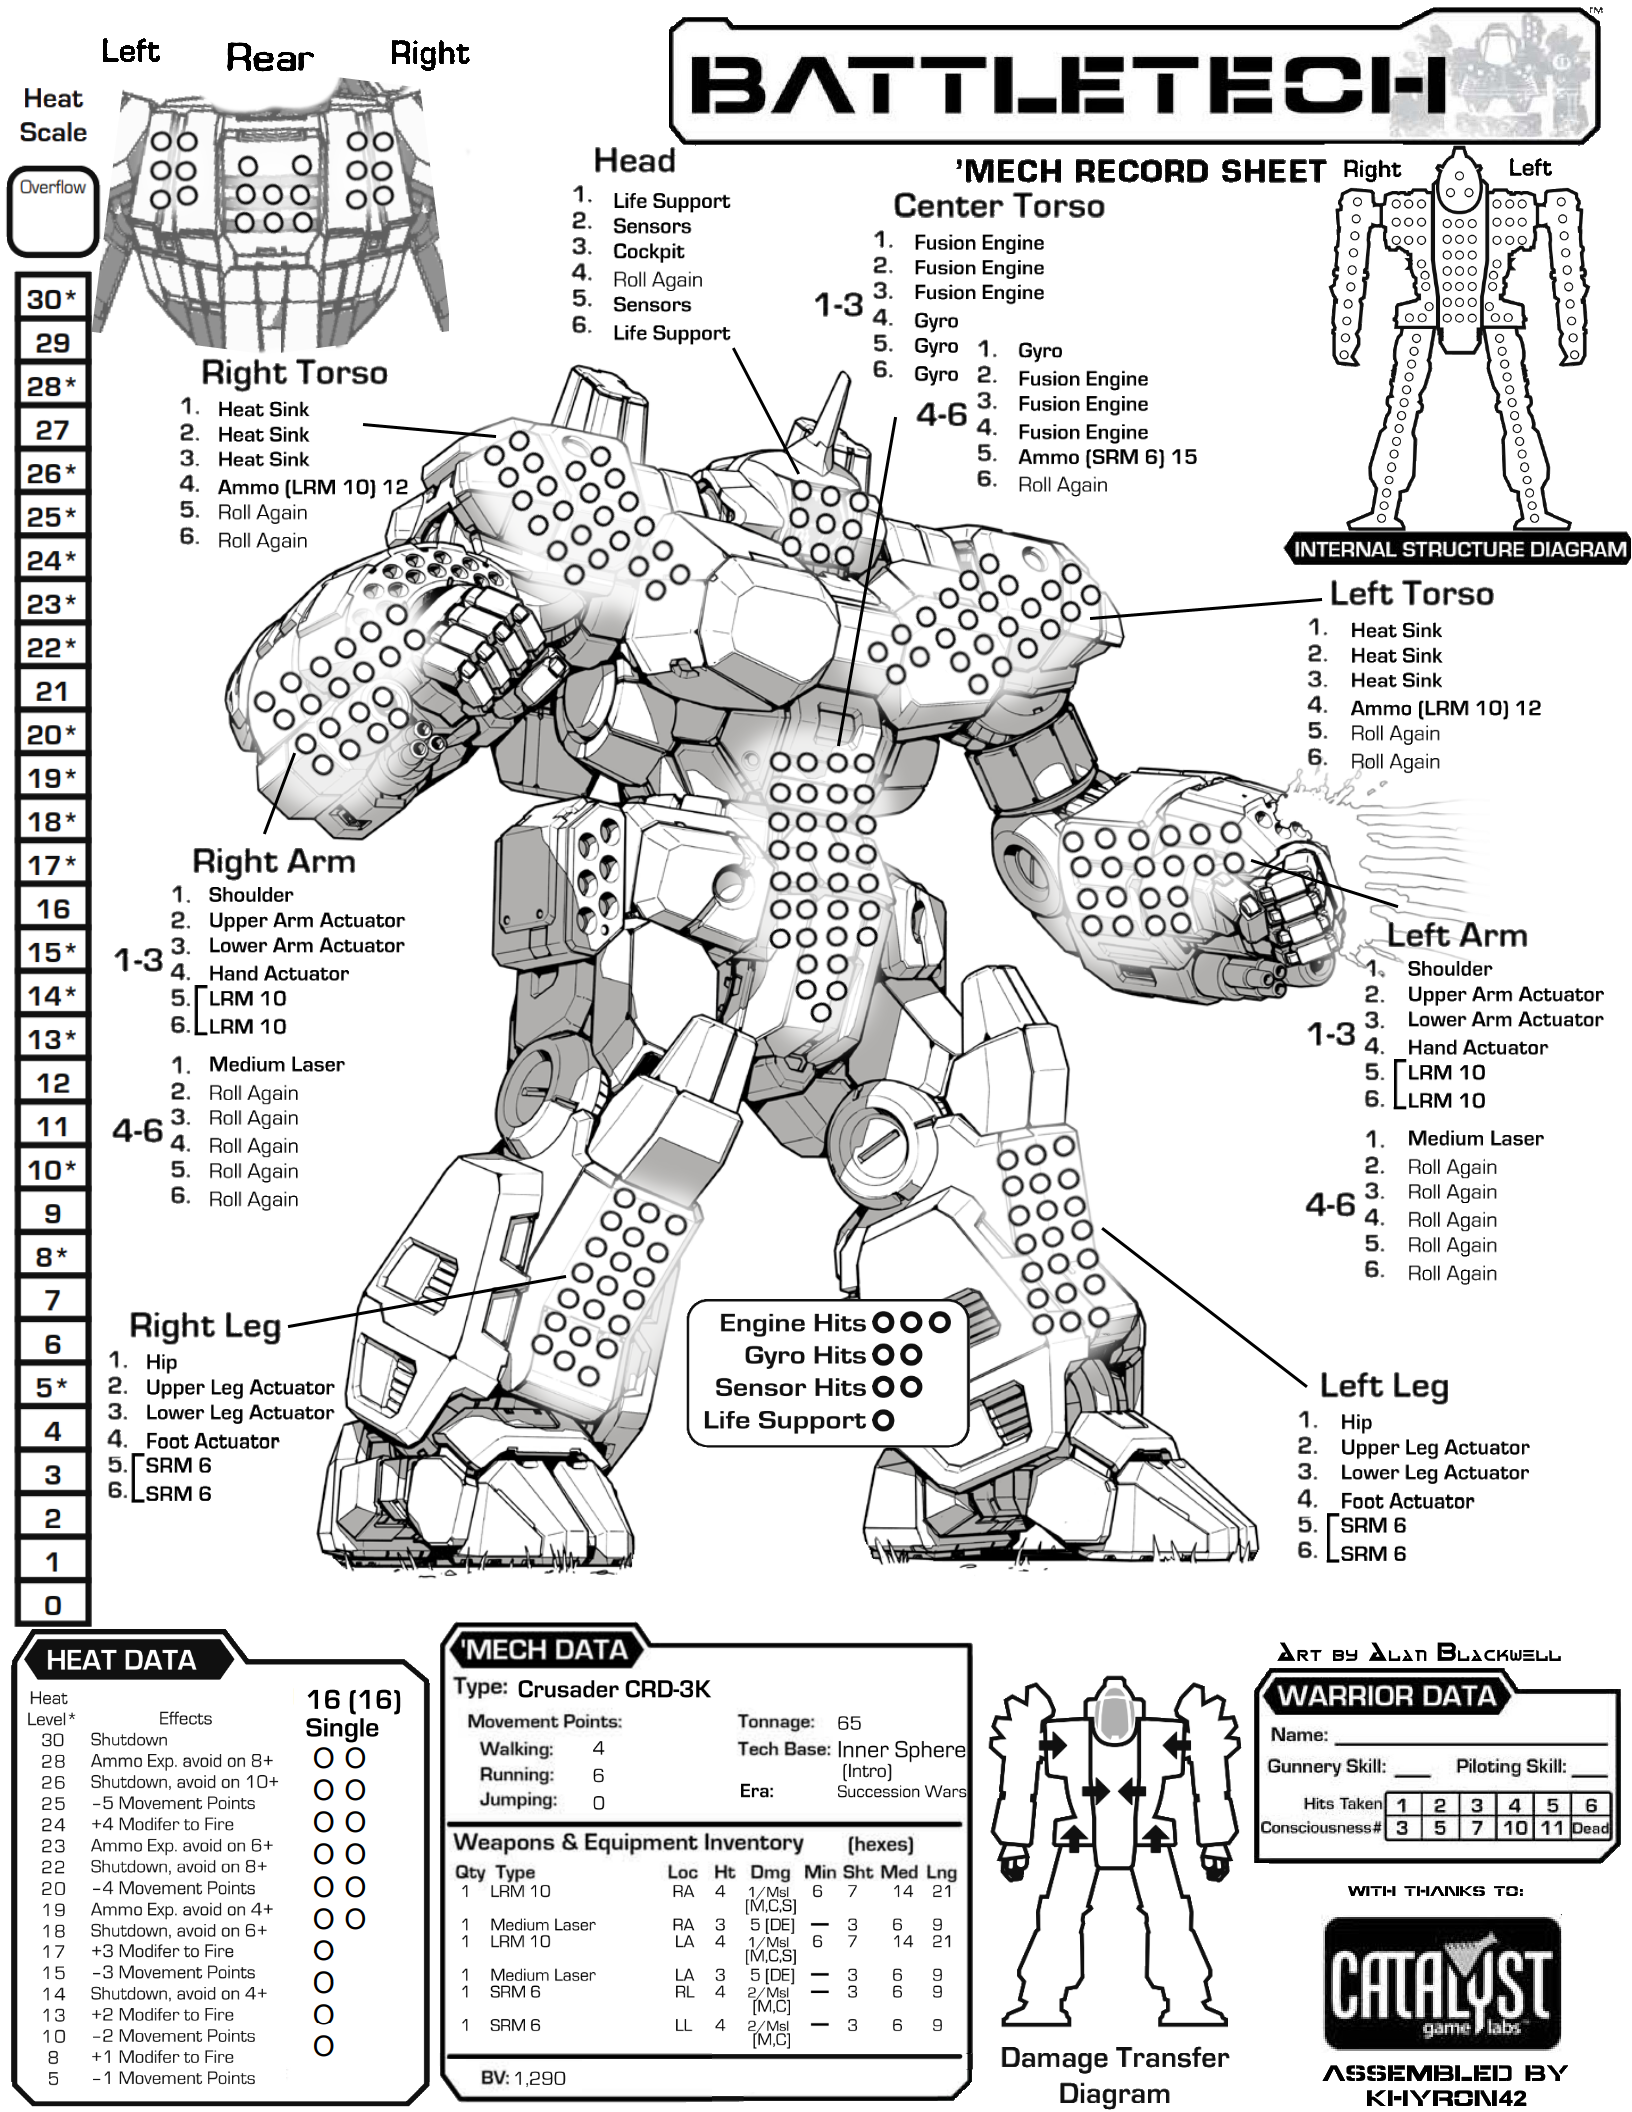 Left Rear Right
BATTLETECH ™
Heat
Scale
Overflow
30*
29
28*
27
26*
25*
24*
23*
22*
21
20*
19*
18*
17*
16
15*
14*
13*
12
11
10*
9
8*
7
6
5*
4
3
2
1
0
'MECH RECORD SHEET
Right Left
INTERNAL STRUCTURE DIAGRAM
Head
1. Life Support
2. Sensors
3. Cockpit
4. Roll Again
5. Sensors
6. Life Support
Center Torso
1-3
1. Fusion Engine
2. Fusion Engine
3. Fusion Engine
4. Gyro
5. Gyro
6. Gyro
4-6
1. Gyro
2. Fusion Engine
3. Fusion Engine
4. Fusion Engine
5. Ammo (SRM 6) 15
6. Roll Again
Right Torso
1. Heat Sink
2. Heat Sink
3. Heat Sink
4. Ammo (LRM 10) 12
5. Roll Again
6. Roll Again
Left Torso
1. Heat Sink
2. Heat Sink
3. Heat Sink
4. Ammo (LRM 10) 12
5. Roll Again
6. Roll Again
Right Arm
1-3
1. Shoulder
2. Upper Arm Actuator
3. Lower Arm Actuator
4. Hand Actuator
5. LRM 10
6. LRM 10
4-6
1. Medium Laser
2. Roll Again
3. Roll Again
4. Roll Again
5. Roll Again
6. Roll Again
Left Arm
1-3
1. Shoulder
2. Upper Arm Actuator
3. Lower Arm Actuator
4. Hand Actuator
5. LRM 10
6. LRM 10
4-6
1. Medium Laser
2. Roll Again
3. Roll Again
4. Roll Again
5. Roll Again
6. Roll Again
Right Leg
1. Hip
2. Upper Leg Actuator
3. Lower Leg Actuator
4. Foot Actuator
5. SRM 6
6. SRM 6
Engine Hits
Gyro Hits
Sensor Hits
Life Support
Left Leg
1. Hip
2. Upper Leg Actuator
3. Lower Leg Actuator
4. Foot Actuator
5. SRM 6
6. SRM 6
HEAT DATA
Heat
Level* Effects
16 (16)
Single
30 Shutdown
28 Ammo Exp. avoid on 8+
26 Shutdown, avoid on 10+
25 -5 Movement Points
24 +4 Modifer to Fire
23 Ammo Exp. avoid on 6+
22 Shutdown, avoid on 8+
20 -4 Movement Points
19 Ammo Exp. avoid on 4+
18 Shutdown, avoid on 6+
17 +3 Modifer to Fire
15 -3 Movement Points
14 Shutdown, avoid on 4+
13 +2 Modifer to Fire
10 -2 Movement Points
8 +1 Modifer to Fire
5 -1 Movement Points
'MECH DATA
Type: Crusader CRD-3K
Movement Points: Tonnage: 65
Walking: 4 Tech Base: Inner Sphere
Running: 6 (Intro)
Jumping: 0 Era: Succession Wars
Weapons & Equipment Inventory (hexes)
Qty Type Loc Ht Dmg Min Sht Med Lng
1 LRM 10 RA 4 1/Msl 6 7 14 21
[M,C,S]
1 Medium Laser RA 3 5 [DE] — 3 6 9
1 LRM 10 LA 4 1/Msl 6 7 14 21
[M,C,S]
1 Medium Laser LA 3 5 [DE] — 3 6 9
1 SRM 6 RL 4 2/Msl — 3 6 9
[M,C]
1 SRM 6 LL 4 2/Msl — 3 6 9
[M,C]
BV: 1,290
Damage Transfer
Diagram
Art by Alan Blackwell
WARRIOR DATA
Name:
Gunnery Skill: Piloting Skill:
Hits Taken 1 2 3 4 5 6
Consciousness# 3 5 7 10 11 Dead
WITH THANKS TO:
CATALYST
game labs™
ASSEMBLED BY
KHYRON42